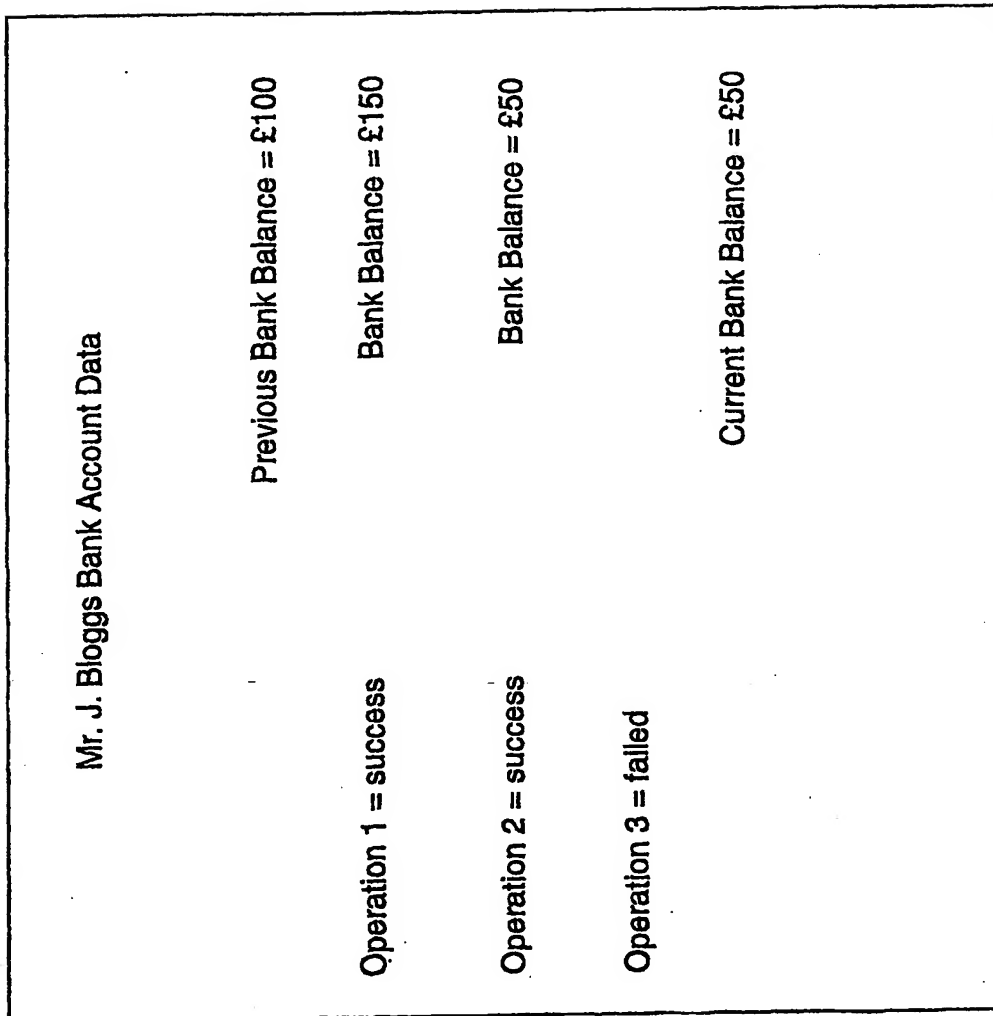 Mr. J. Bloggs Bank Account Data
Previous Bank Balance = £100
Operation 1 = success Bank Balance = £150
Operation 2 = success Bank Balance = £50
Operation 3 = failed
Current Bank Balance = £50